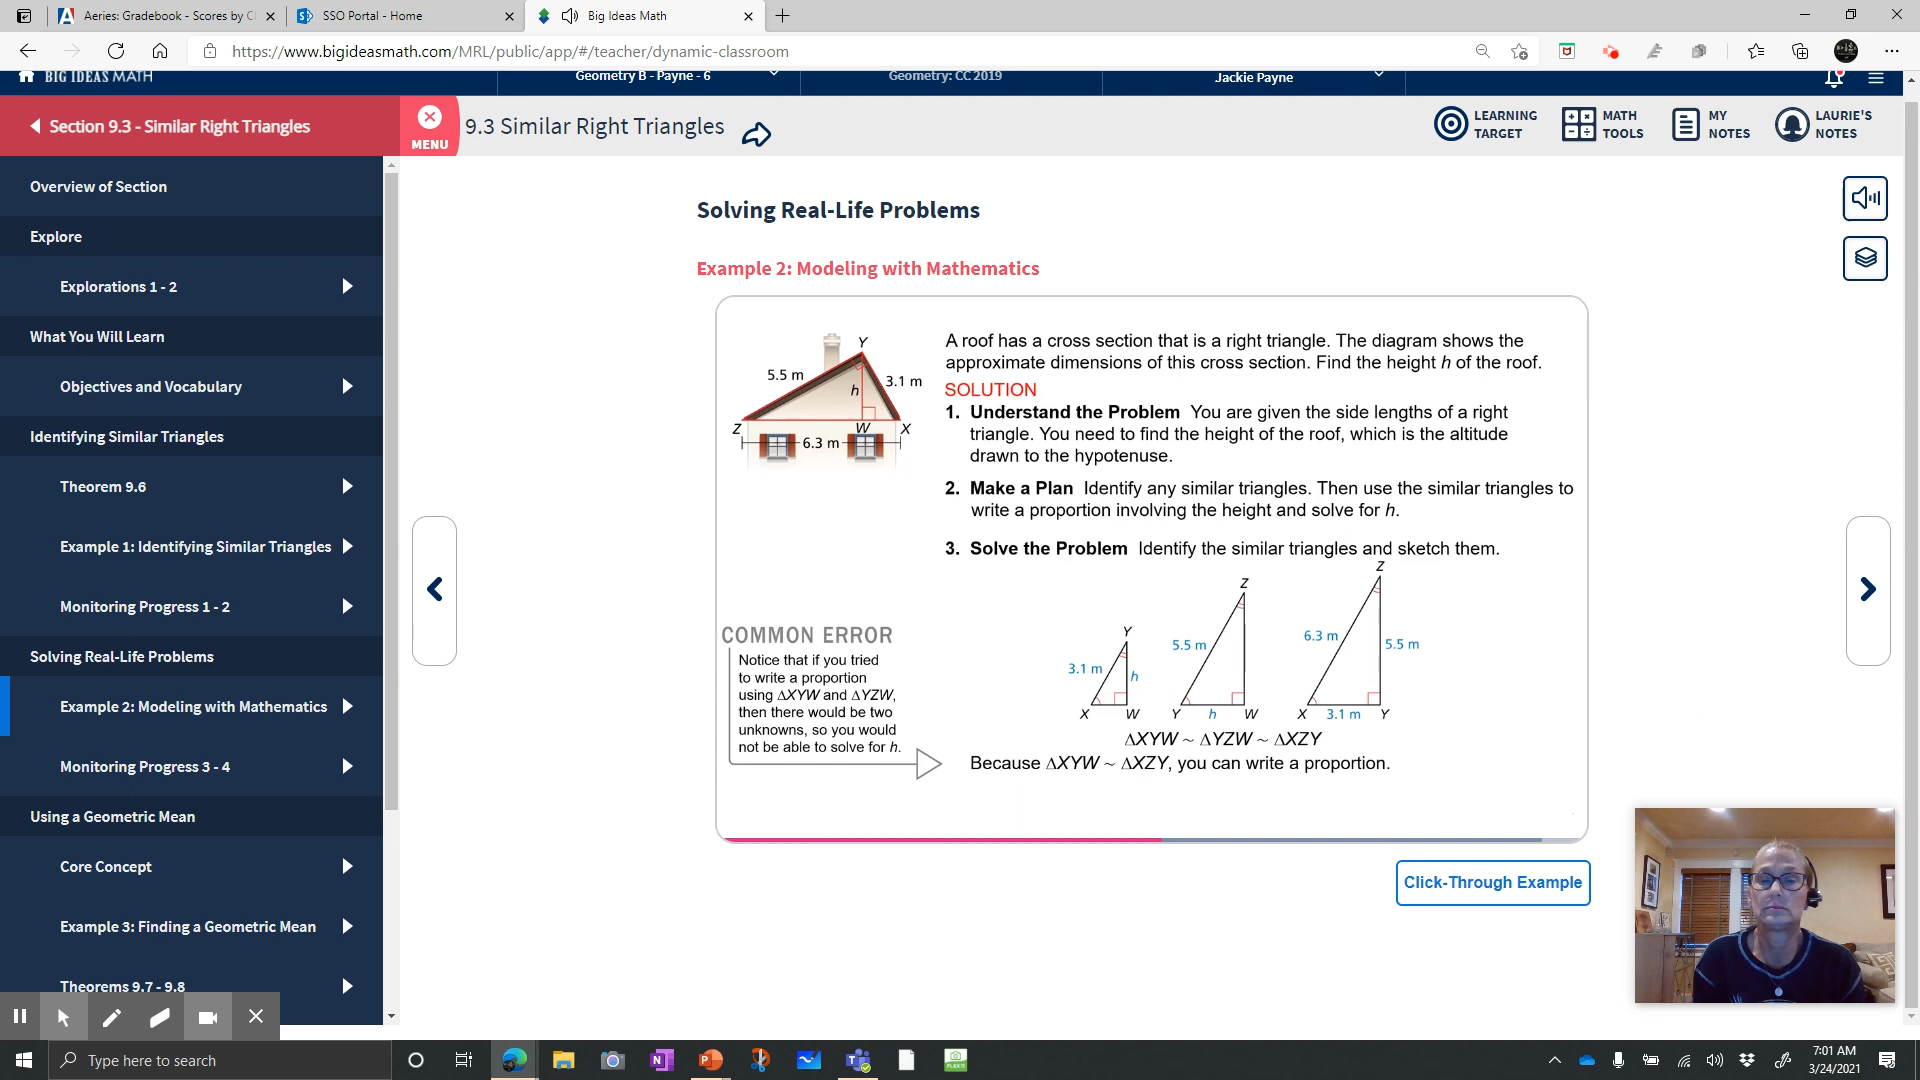 Aeries: Gradebook - Scores by Cl
SSO Portal - Home
Big Ideas Math
https://www.bigideasmath.com/MRL/public/app/#/teacher/dynamic-classroom
BIG IDEAS MATH
Geometry B - Payne - 6
Geometry: CC 2019
Jackie Payne
Section 9.3 - Similar Right Triangles
MENU
9.3 Similar Right Triangles
LEARNING TARGET
MATH TOOLS
MY NOTES
LAURIE'S NOTES
Overview of Section
Explore
Explorations 1 - 2
What You Will Learn
Objectives and Vocabulary
Identifying Similar Triangles
Theorem 9.6
Example 1: Identifying Similar Triangles
Monitoring Progress 1 - 2
Solving Real-Life Problems
Example 2: Modeling with Mathematics
Monitoring Progress 3 - 4
Using a Geometric Mean
Core Concept
Example 3: Finding a Geometric Mean
Theorems 9.7 - 9.8
Solving Real-Life Problems
Example 2: Modeling with Mathematics
Y
5.5 m
3.1 m
h
Z
W
X
6.3 m
A roof has a cross section that is a right triangle. The diagram shows the
approximate dimensions of this cross section. Find the height h of the roof.
SOLUTION
1. Understand the Problem You are given the side lengths of a right
triangle. You need to find the height of the roof, which is the altitude
drawn to the hypotenuse.
2. Make a Plan Identify any similar triangles. Then use the similar triangles to
write a proportion involving the height and solve for h.
3. Solve the Problem Identify the similar triangles and sketch them.
Y
3.1 m
h
X
W
Z
5.5 m
Y
h
W
Z
6.3 m
5.5 m
X
3.1 m
Y
ΔXYW ~ ΔYZW ~ ΔXZY
Because ΔXYW ~ ΔXZY, you can write a proportion.
COMMON ERROR
Notice that if you tried
to write a proportion
using ΔXYW and ΔYZW,
then there would be two
unknowns, so you would
not be able to solve for h.
Click-Through Example
Type here to search
7:01 AM
3/24/2021